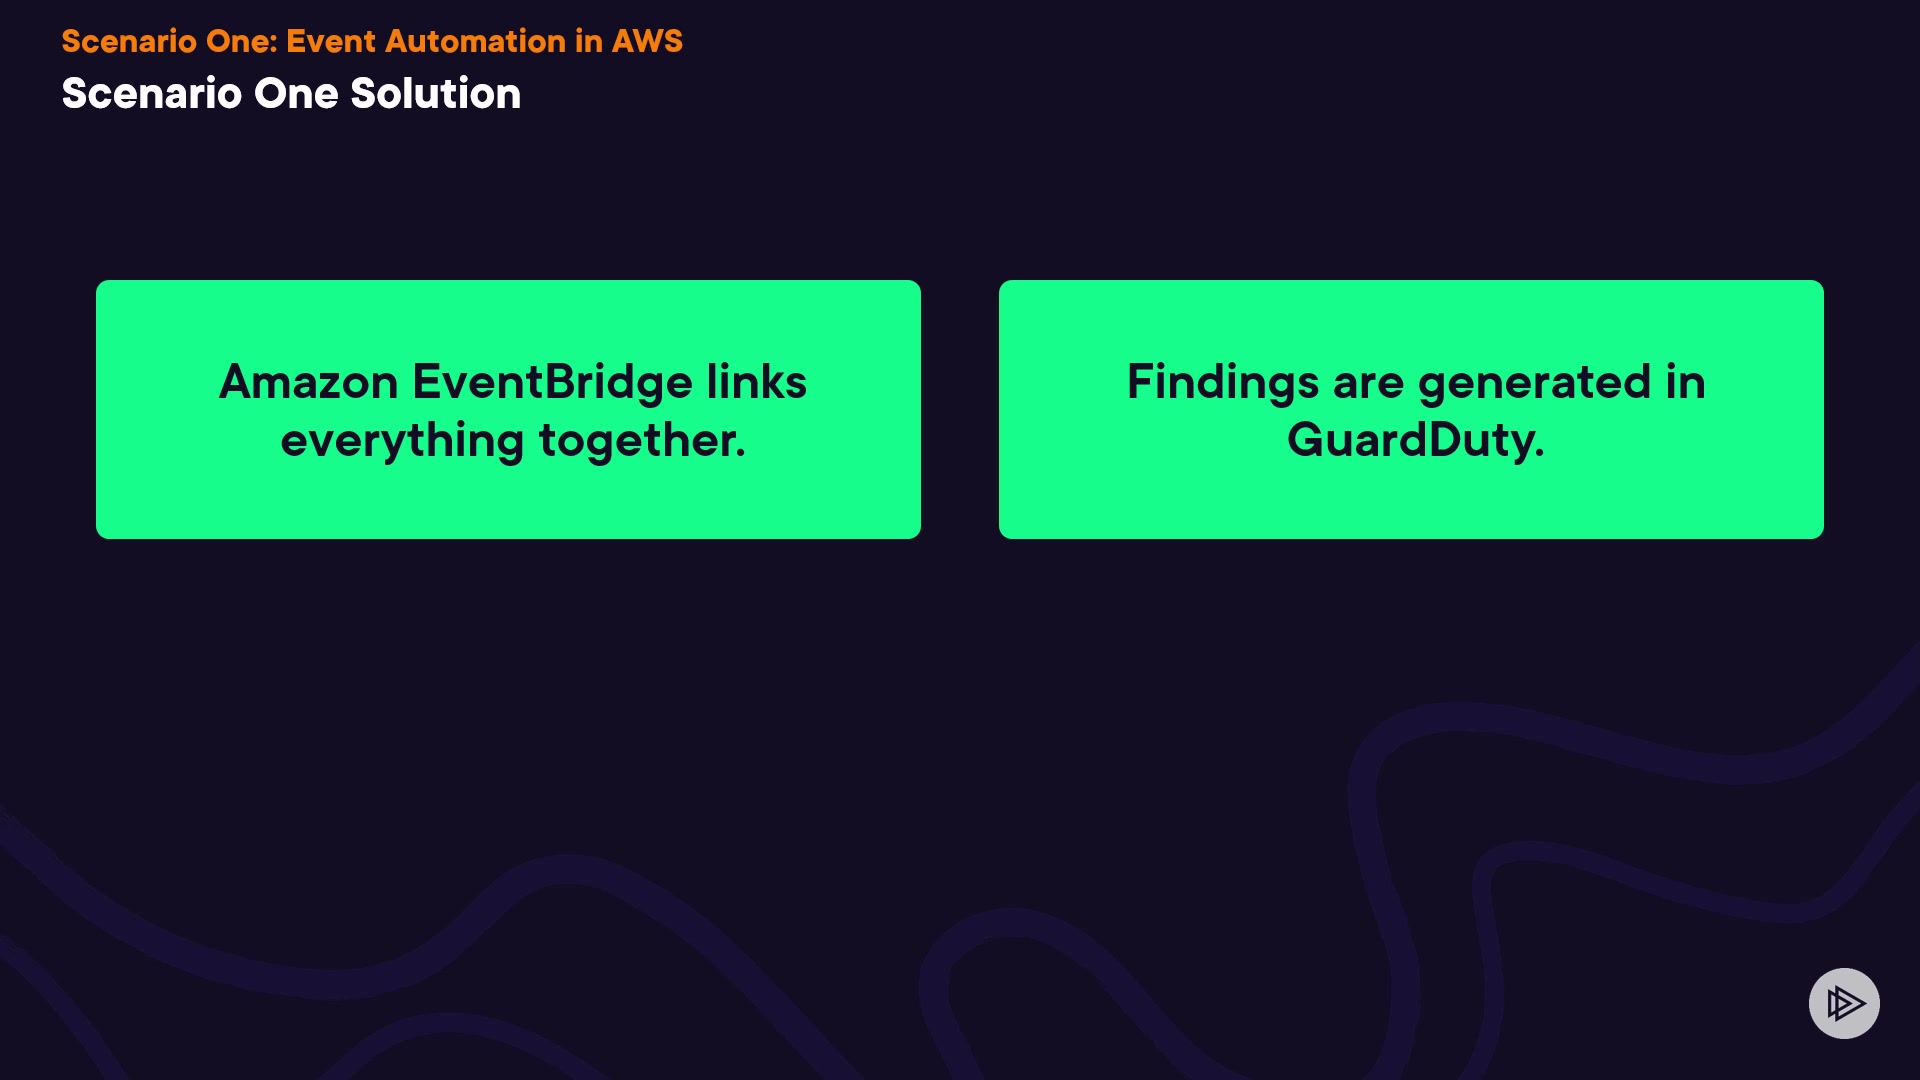 Scenario One: Event Automation in AWS
Scenario One Solution
Amazon EventBridge links
everything together.
Findings are generated in
GuardDuty.